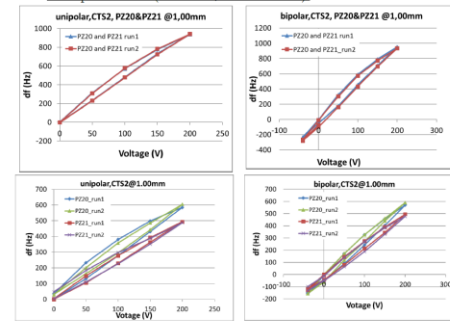 unipolar,CTS2, PZ20&PZ21 @1,00mm
PZ20 and PZ21 run1
PZ20 and PZ21 run2
df (Hz)
1000
800
600
400
200
0
-200
0
50
100
150
200
250
Voltage (V)
bipolar,CTS2, PZ20&PZ21 @1.00mm
PZ20 and PZ21 run1
PZ20 and PZ21_run2
df (Hz)
1200
1000
800
600
400
200
0
-200
-400
-100
0
100
200
300
Voltage (V)
unipolar,CTS2@1.00mm
PZ20_run1
PZ20_run2
PZ21_run1
PZ21_run2
df (Hz)
700
600
500
400
300
200
100
0
0
50
100
150
200
250
Votage (V)
bipolar,CTS2@1.00mm
PZ20_run1
PZ20_run2
PZ21_run1
PZ21_run2
df (Hz)
700
600
500
400
300
200
100
0
-100
-200
-100
0
100
200
300
Votage (V)